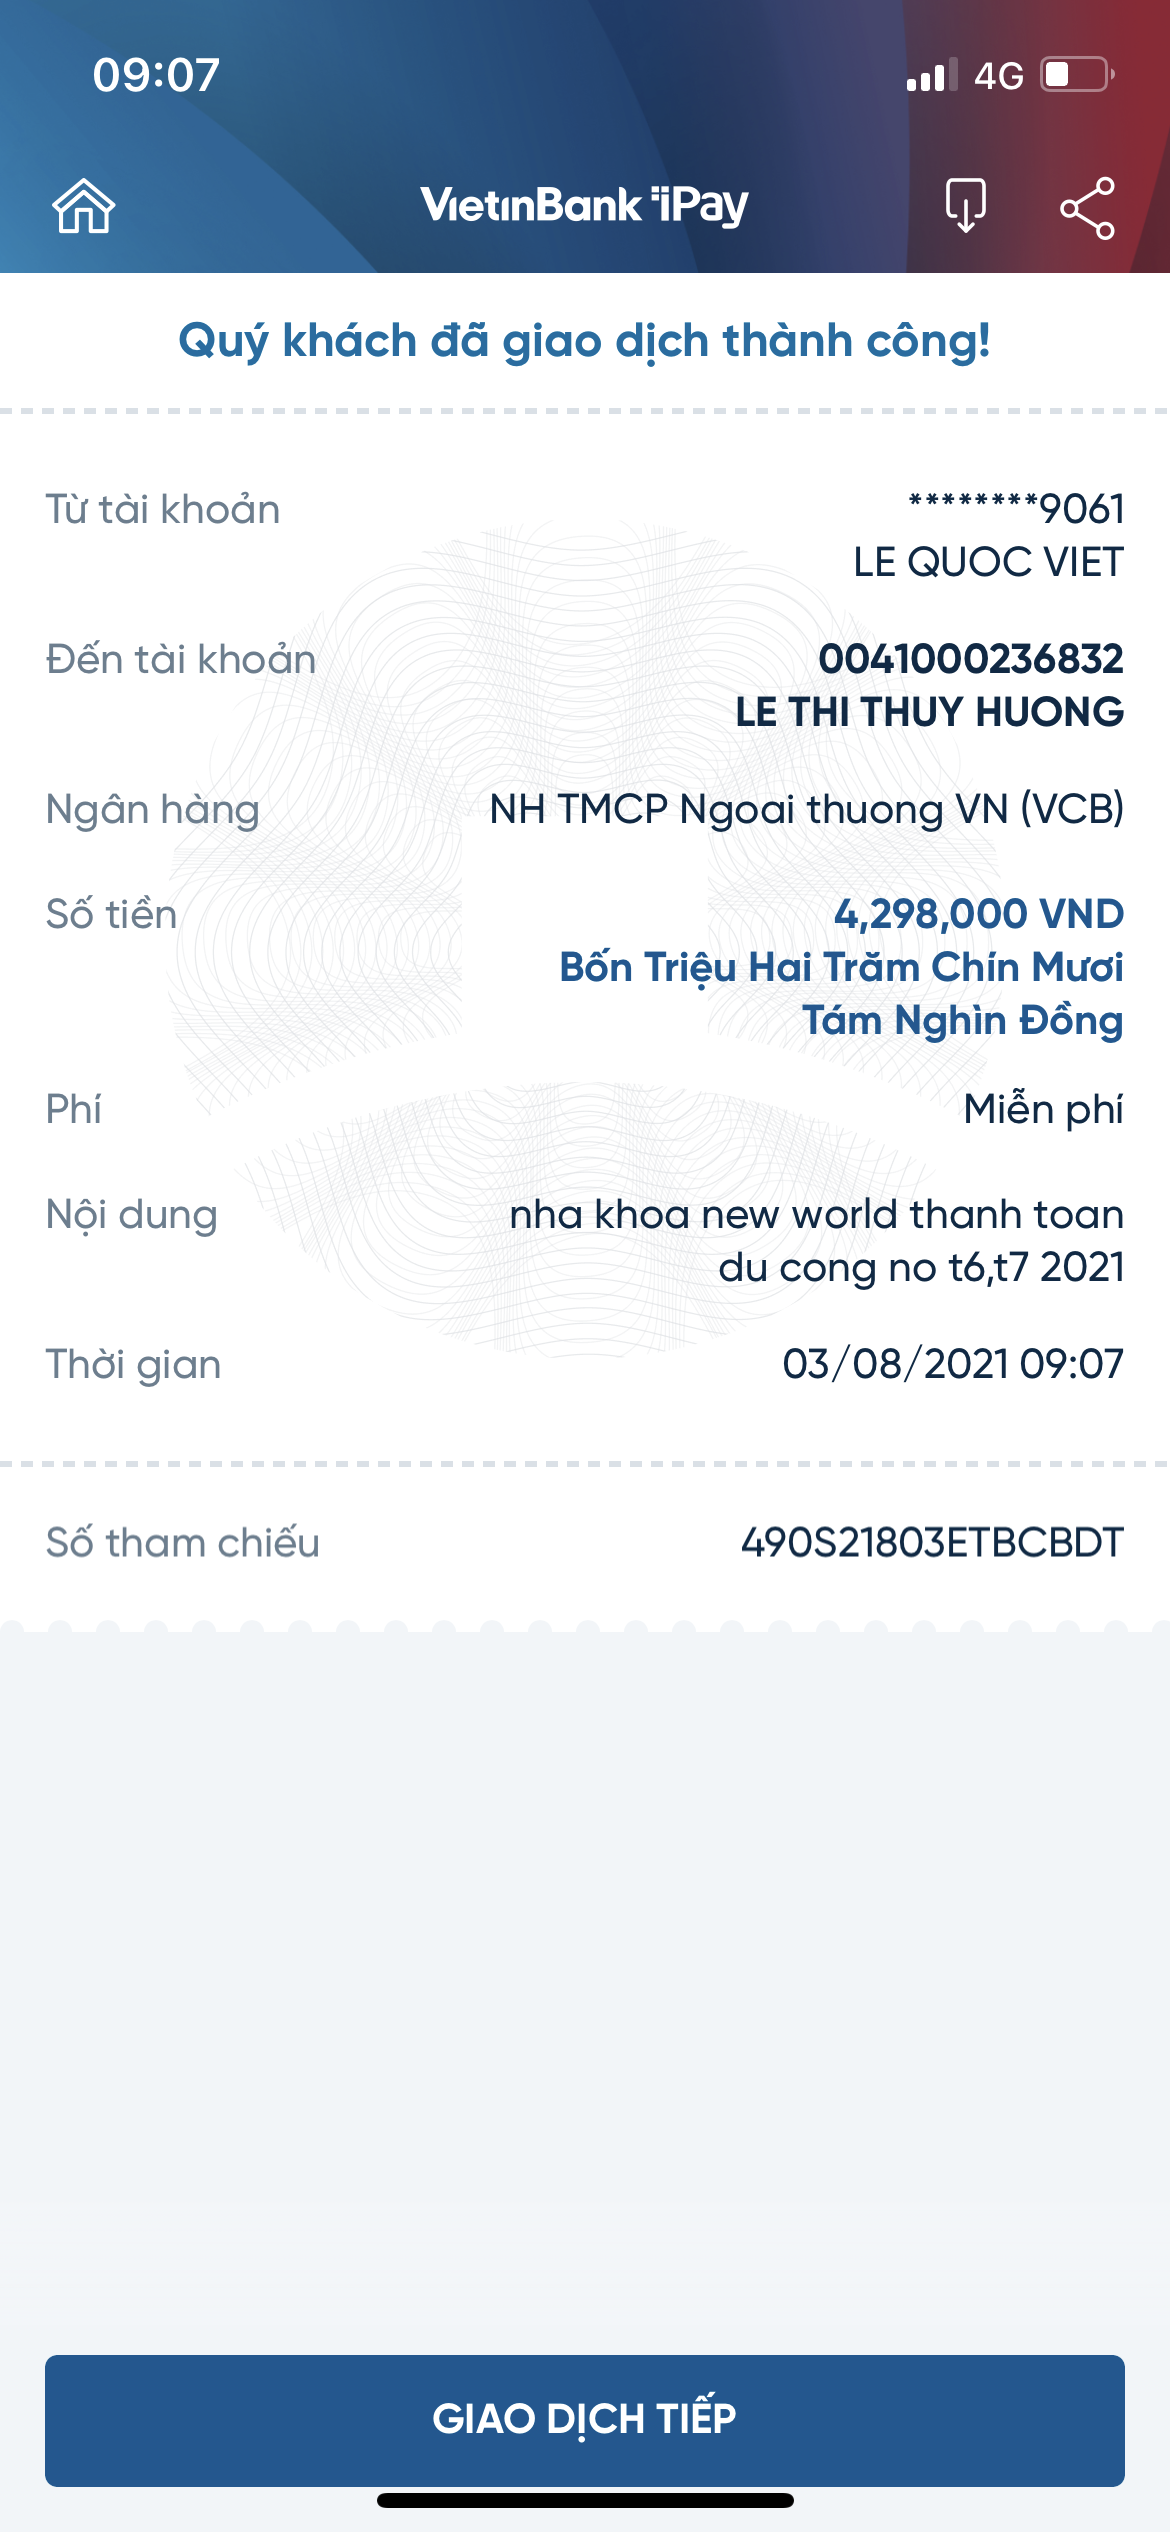 09:07
4G
VietinBank iPay
Quý khách đã giao dịch thành công!
Từ tài khoản
********9061
LE QUOC VIET
Đến tài khoản
0041000236832
LE THI THUY HUONG
Ngân hàng
NH TMCP Ngoai thuong VN (VCB)
Số tiền
4,298,000 VND
Bốn Triệu Hai Trăm Chín Mươi
Tám Nghìn Đồng
Phí
Miễn phí
Nội dung
nha khoa new world thanh toan
du cong no t6,t7 2021
Thời gian
03/08/2021 09:07
Số tham chiếu
490S21803ETBCBDT
GIAO DỊCH TIẾP